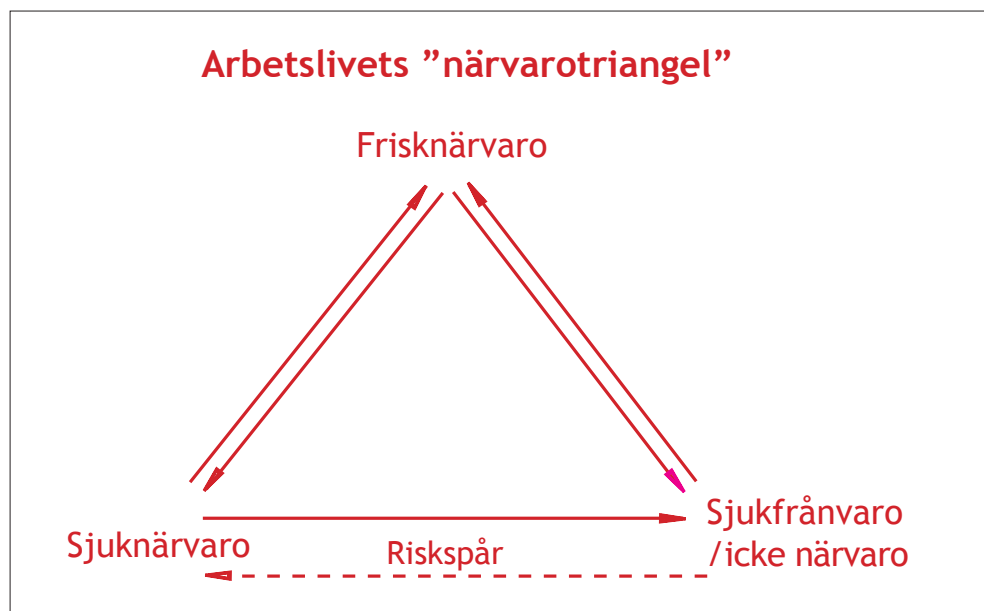 Arbetslivets ”närvarotriangel”
Frisknärvaro
Sjuknärvaro
Riskspår
Sjukfrånvaro
/icke närvaro